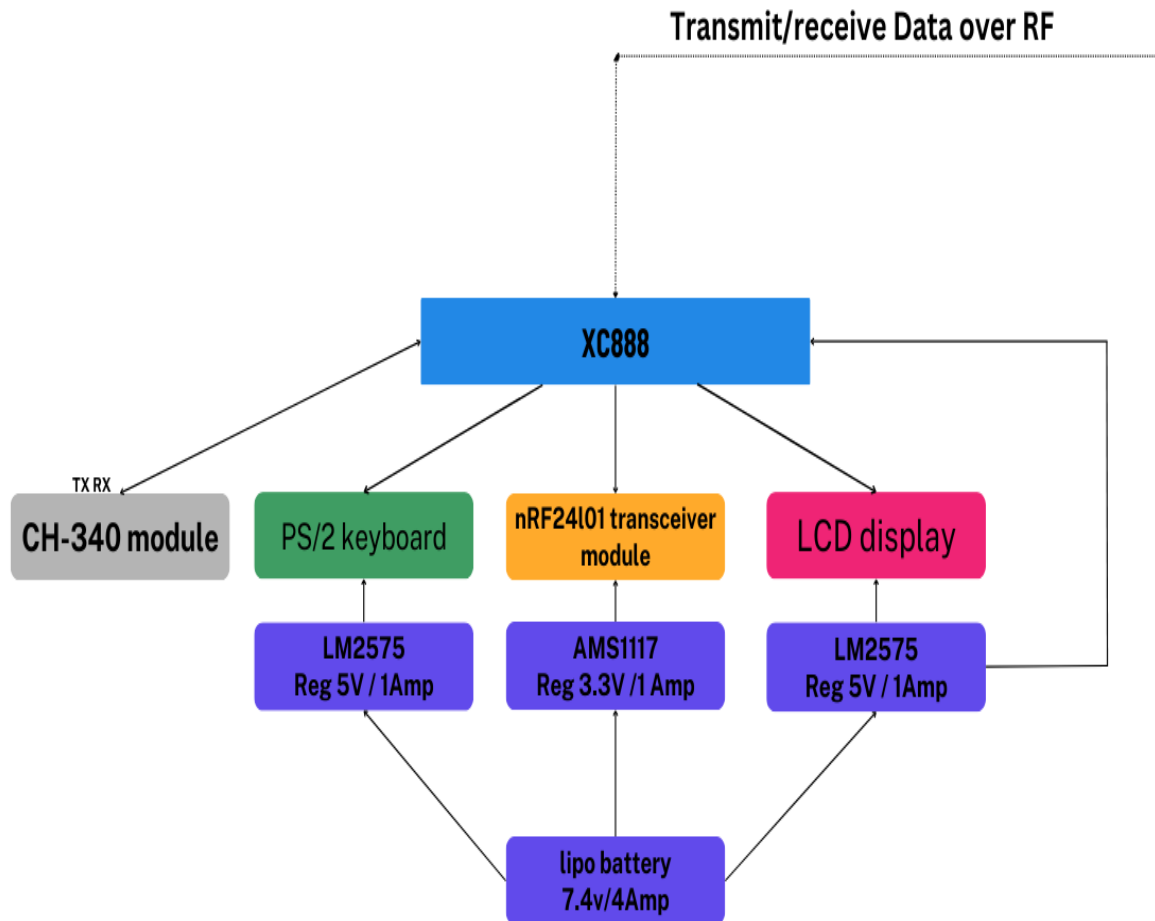 Transmit/receive Data over RF
XC888
TX RX
CH-340 module
PS/2 keyboard
nRF24l01 transceiver
module
LCD display
LM2575
Reg 5V / 1Amp
AMS1117
Reg 3.3V /1 Amp
LM2575
Reg 5V / 1Amp
lipo battery
7.4v/4Amp